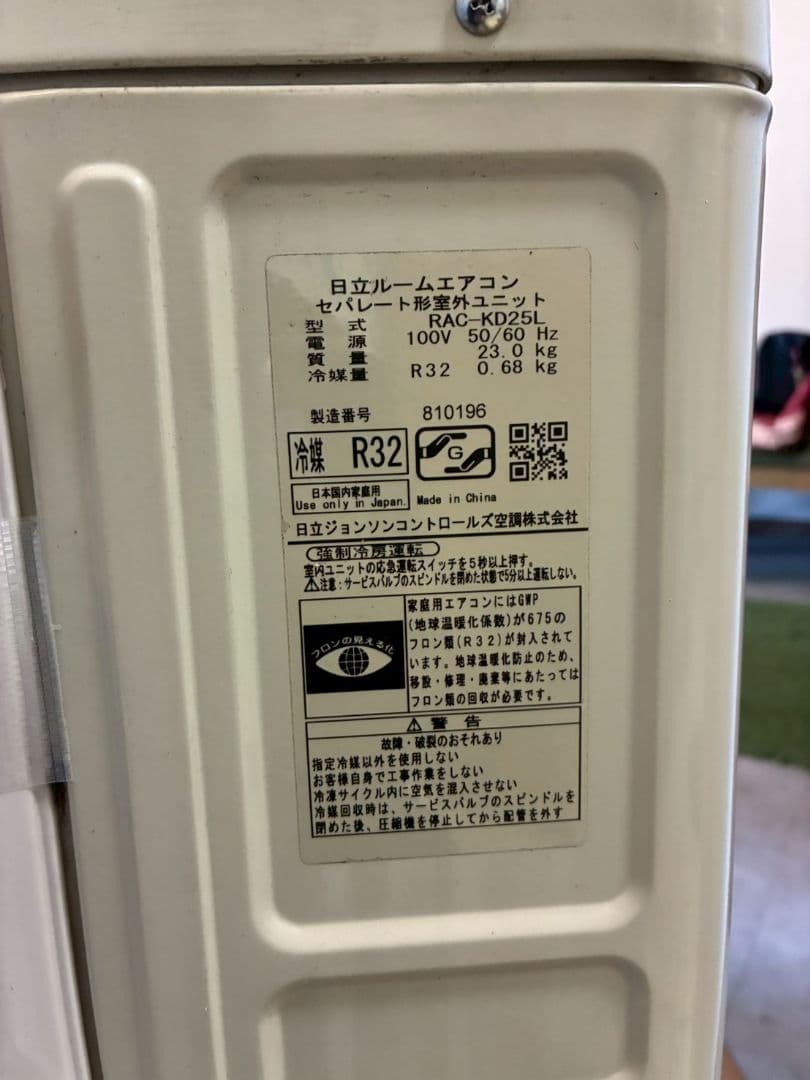 日立ルームエアコン
セパレート形室外ユニット
型式 RAC-KD25L
電源 100V 50/60 Hz
質量 23.0 kg
冷媒量 R32 0.68 kg
製造番号 810196
冷媒 R32
G
日本国内家庭用
Use only in Japan.
Made in China
日立ジョンソンコントロールズ空調株式会社
強制冷房運転
室内ユニットの応急運転スイッチを5秒以上押す。
⚠注意:サービスバルブのスピンドルを閉めた状態で5分以上運転しない。
フロンの見える化
家庭用エアコンにはGWP
(地球温暖化係数)が675の
フロン類(R32)が封入されて
います。地球温暖化防止のため、
移設・修理・廃棄等にあたっては
フロン類の回収が必要です。
⚠警告
故障・破裂のおそれあり
指定冷媒以外を使用しない
お客様自身で工事作業をしない
冷凍サイクル内に空気を混入させない
冷媒回収時は、サービスバルブのスピンドルを
閉めた後、圧縮機を停止してから配管を外す